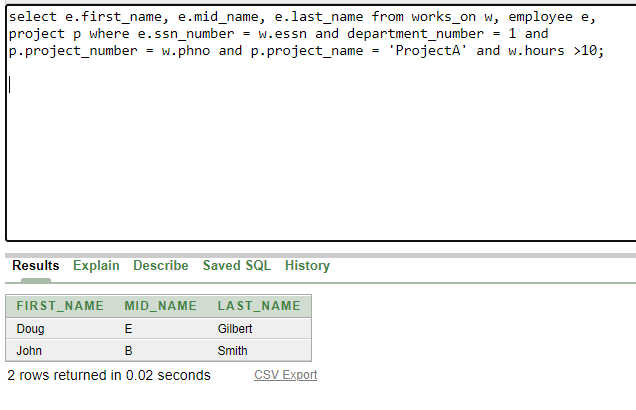 select e.first_name, e.mid_name, e.last_name from works_on w, employee e,
project p where e.ssn_number = w.essn and department_number = 1 and
p.project_number = w.phno and p.project_name = 'ProjectA' and w.hours >10;
Results Explain Describe Saved SQL History
FIRST_NAME MID_NAME LAST_NAME
Doug E Gilbert
John B Smith
2 rows returned in 0.02 seconds CSV Export